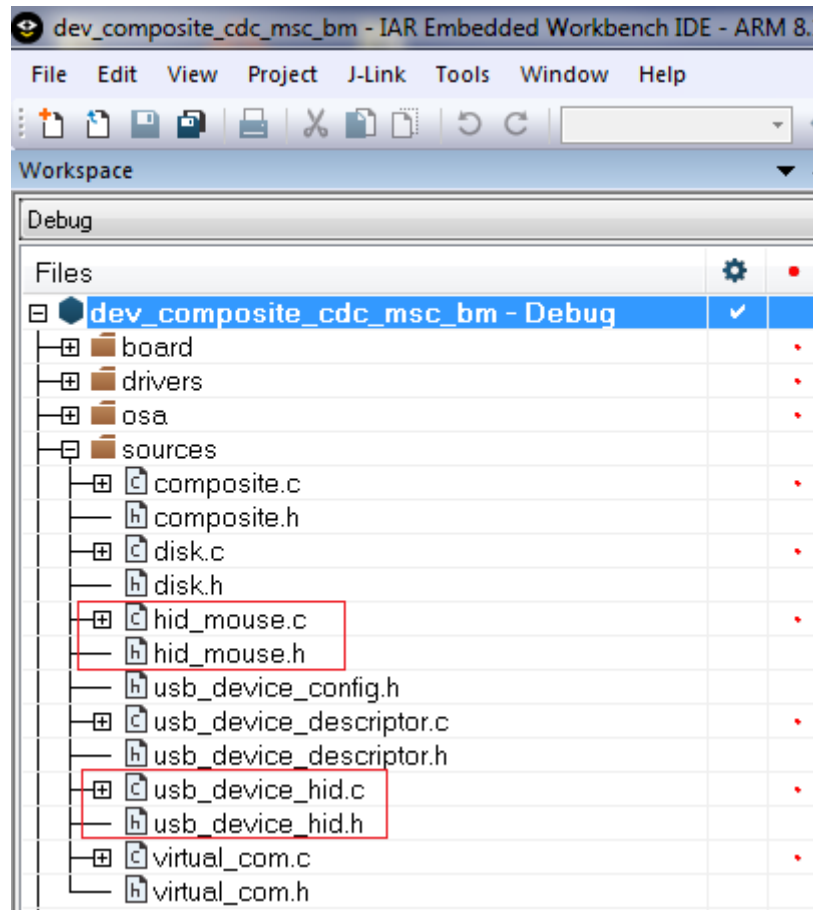 dev_composite_cdc_msc_bm - IAR Embedded Workbench IDE - ARM 8.
File Edit View Project J-Link Tools Window Help
Workspace
Debug
Files
dev_composite_cdc_msc_bm - Debug
board
drivers
osa
sources
composite.c
composite.h
disk.c
disk.h
hid_mouse.c
hid_mouse.h
usb_device_config.h
usb_device_descriptor.c
usb_device_descriptor.h
usb_device_hid.c
usb_device_hid.h
virtual_com.c
virtual_com.h